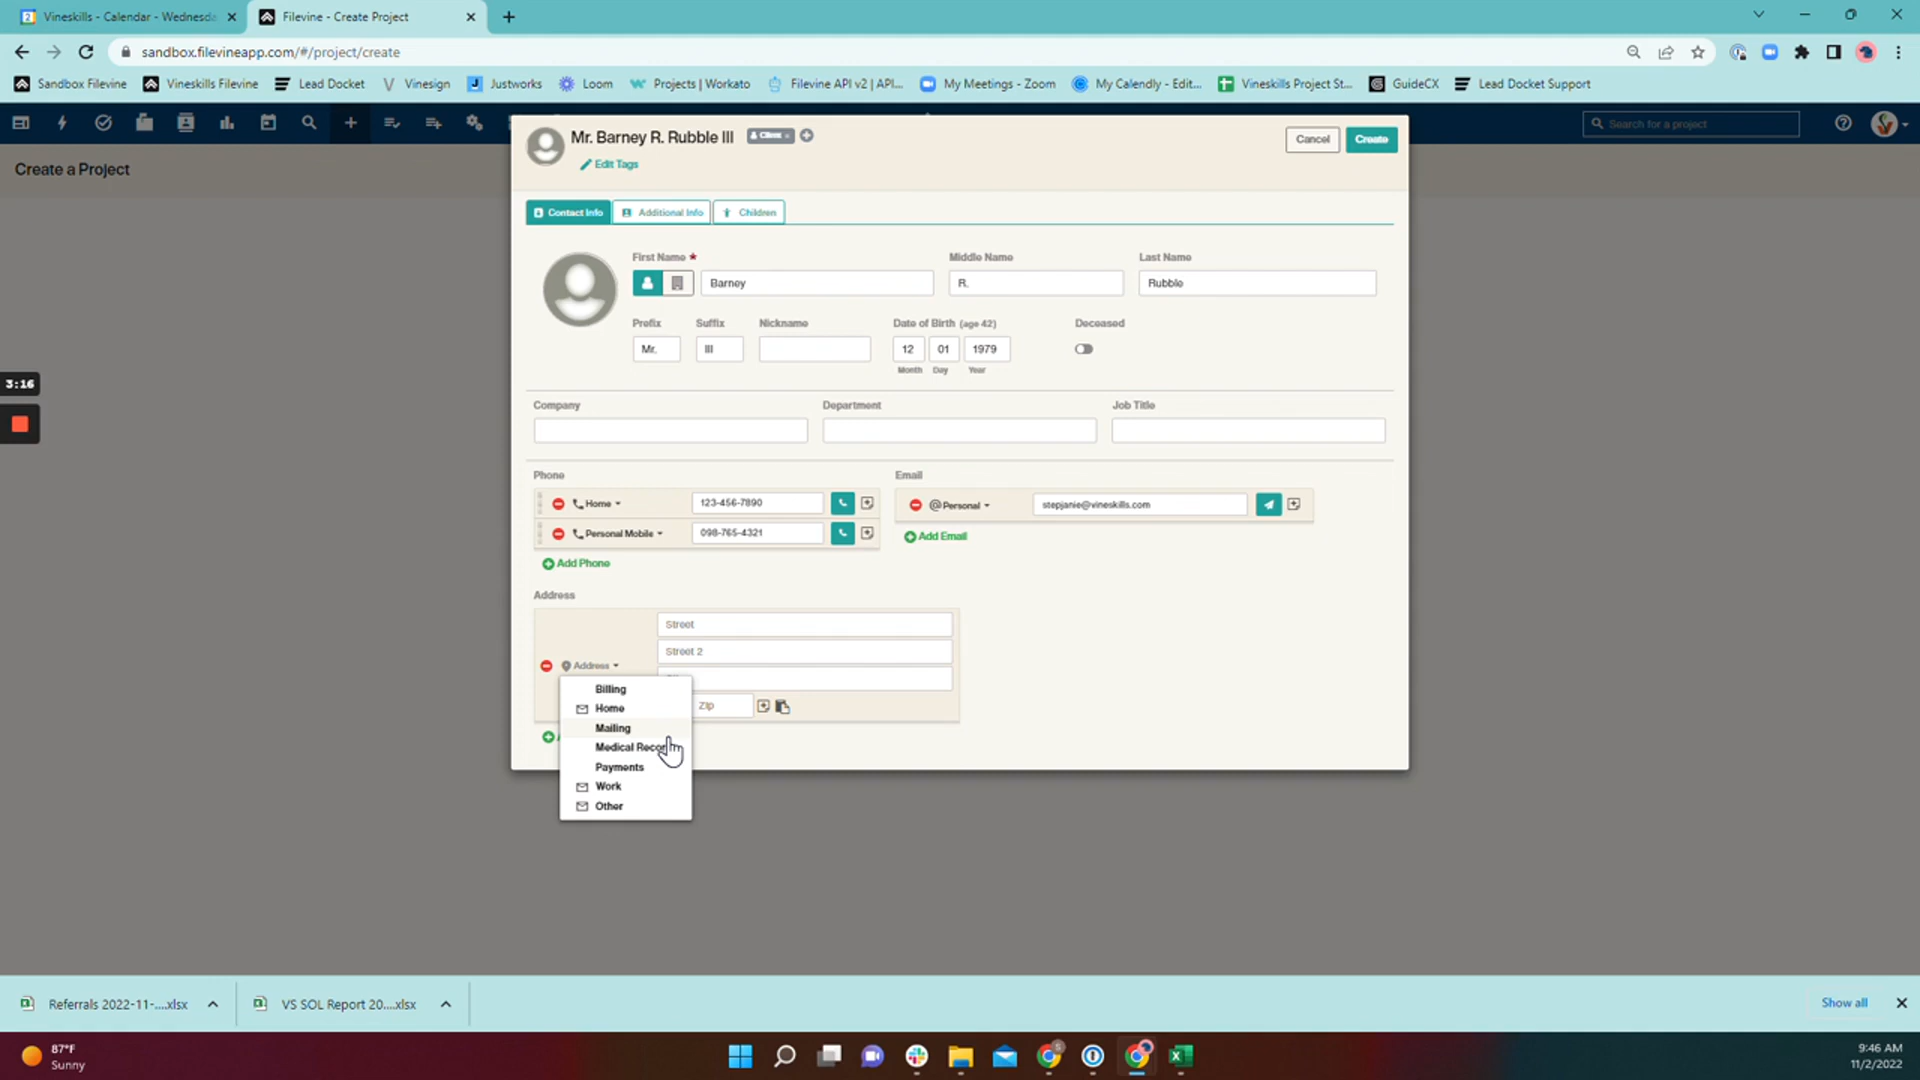 Vineskills - Calendar - Wednesda
Filevine - Create Project
sandbox.filevineapp.com/#/project/create
Sandbox Filevine
Vineskills Filevine
Lead Docket
Vinesign
Justworks
Loom
Projects | Workato
Filevine API v2 | API...
My Meetings - Zoom
My Calendly - Edit...
Vineskills Project St...
GuideCX
Lead Docket Support
Search for a project
Create a Project
Mr. Barney R. Rubble III
Client
Edit Tags
Cancel
Create
Contact Info
Additional Info
Children
First Name *
Middle Name
Last Name
Barney
R.
Rubble
Prefix
Suffix
Nickname
Date of Birth (age 42)
Deceased
Mr.
III
12
01
1979
Month
Day
Year
3:16
Company
Department
Job Title
Phone
Email
Home
123-456-7890
@Personal
stepjanie@vineskills.com
Personal Mobile
098-765-4321
Add Email
Add Phone
Address
Street
Street 2
Address
Zip
Billing
Home
Mailing
Medical
Payments
Work
Other
Referrals 2022-11-....xlsx
VS SOL Report 20....xlsx
Show all
87°F
Sunny
9:46 AM
11/2/2022